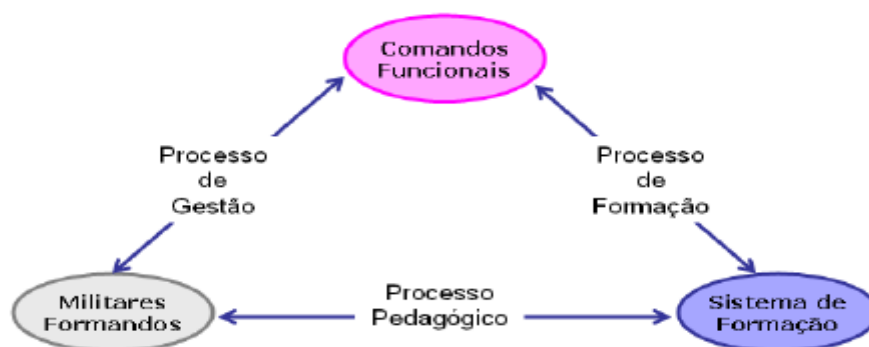 Comandos
Funcionais
Processo
de
Gestão
Processo
de
Formação
Militares
Formandos
Processo
Pedagógico
Sistema de
Formação